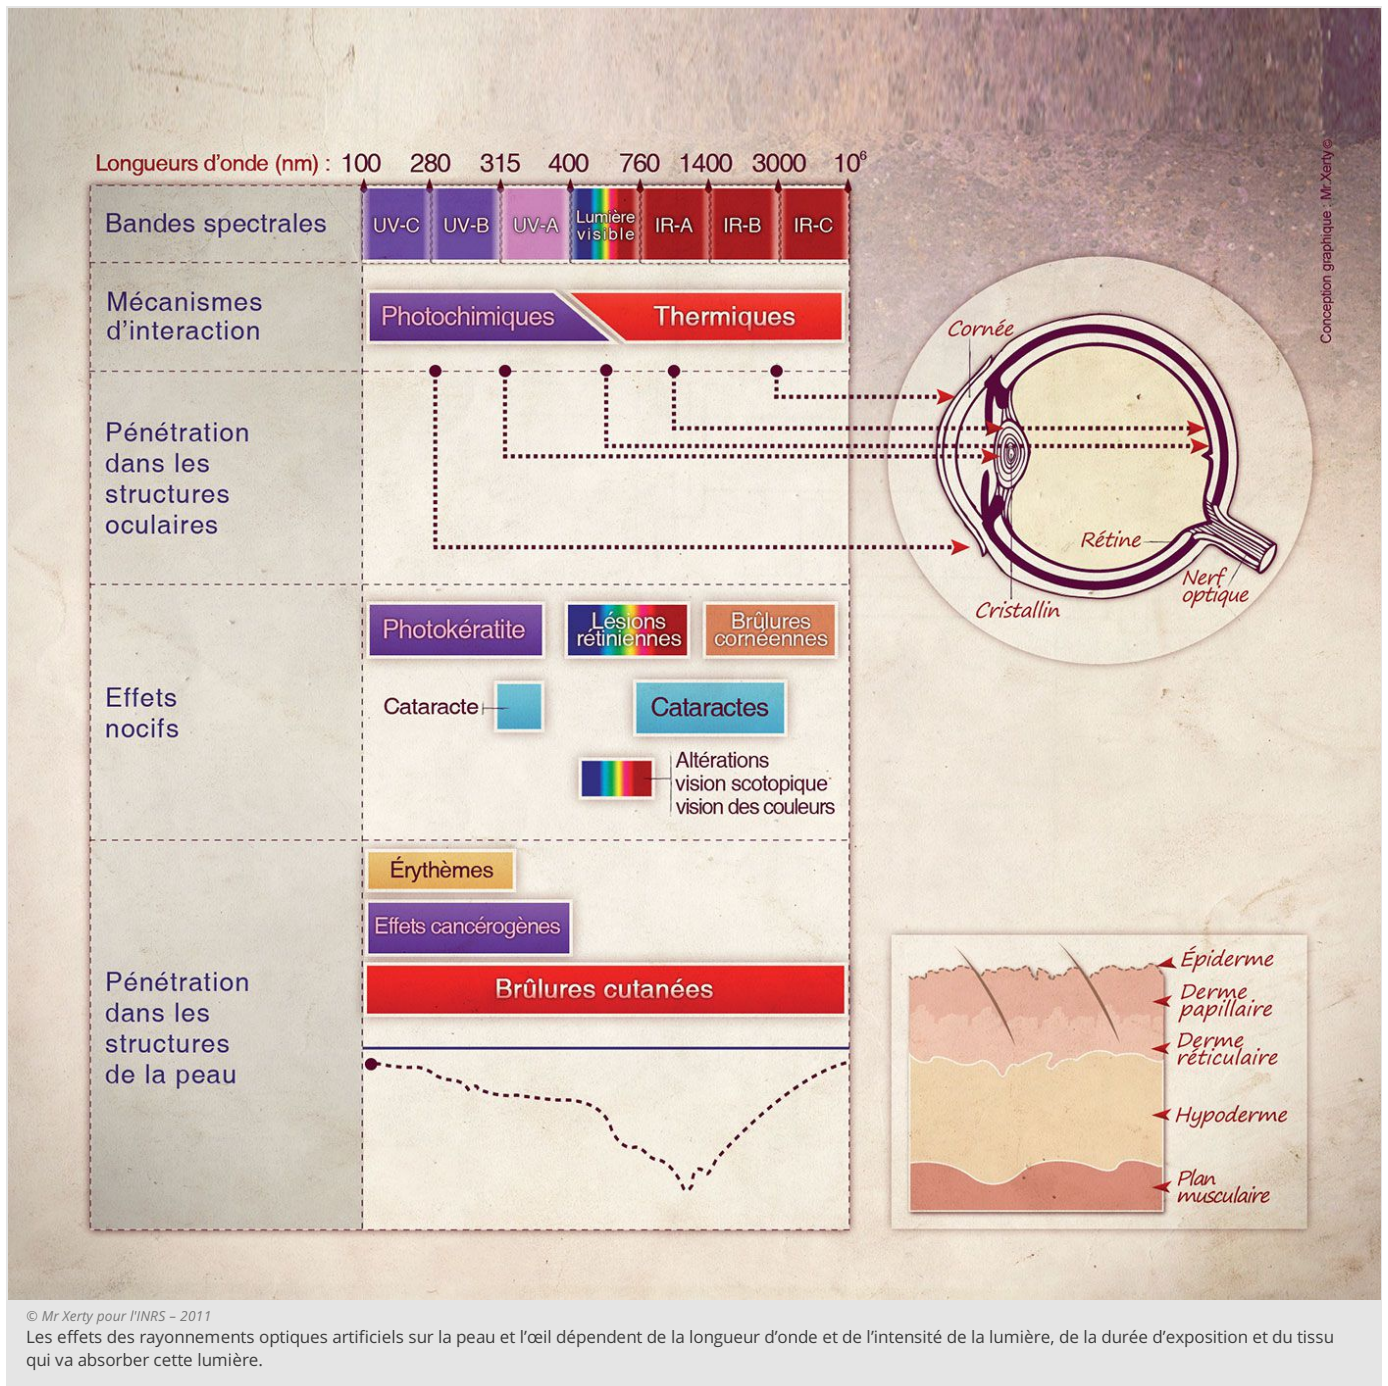 Longueurs d'onde (nm) : 100 280 315 400 760 1400 3000 10⁶
Bandes spectrales
UV-C UV-B UV-A Lumière visible IR-A IR-B IR-C
Mécanismes
d'interaction
Photochimiques
Thermiques
Pénétration
dans les
structures
oculaires
Cornée
Rétine
Nerf
optique
Cristallin
Conception graphique : Mr.Xerty©
Effets
nocifs
Photokératite
Lésions
rétiniennes
Brûlures
cornéennes
Cataracte
Cataractes
Altérations
vision scotopique
vision des couleurs
Pénétration
dans les
structures
de la peau
Érythèmes
Effets cancérogènes
Brûlures cutanées
Épiderme
Derme
papillaire
Derme
réticulaire
Hypoderme
Plan
musculaire
© Mr Xerty pour l'INRS – 2011
Les effets des rayonnements optiques artificiels sur la peau et l’œil dépendent de la longueur d’onde et de l’intensité de la lumière, de la durée d’exposition et du tissu
qui va absorber cette lumière.